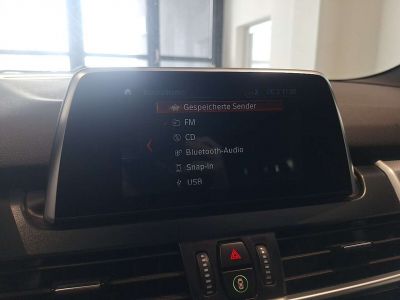 Gespeicherte Sender
FM
CD
Bluetooth-Audio
Snap-In
USB